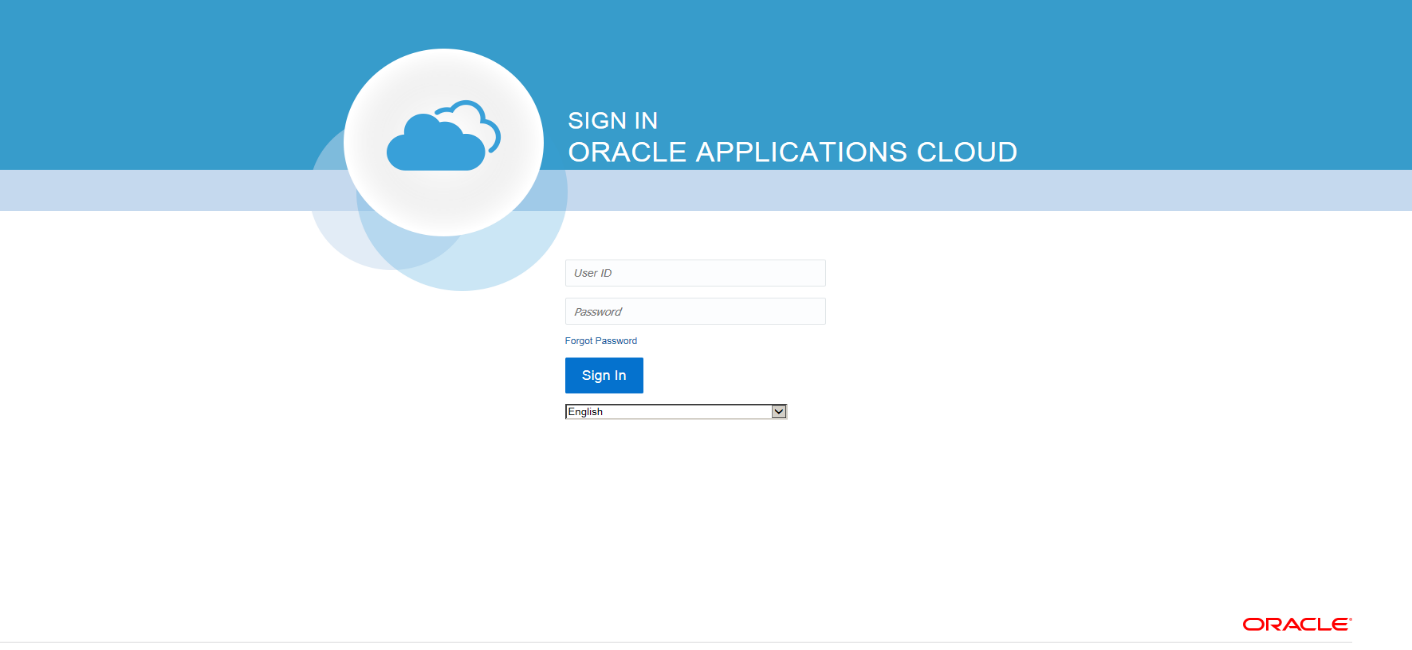 SIGN IN
ORACLE APPLICATIONS CLOUD
User ID
Password
Forgot Password
Sign In
English
ORACLE®